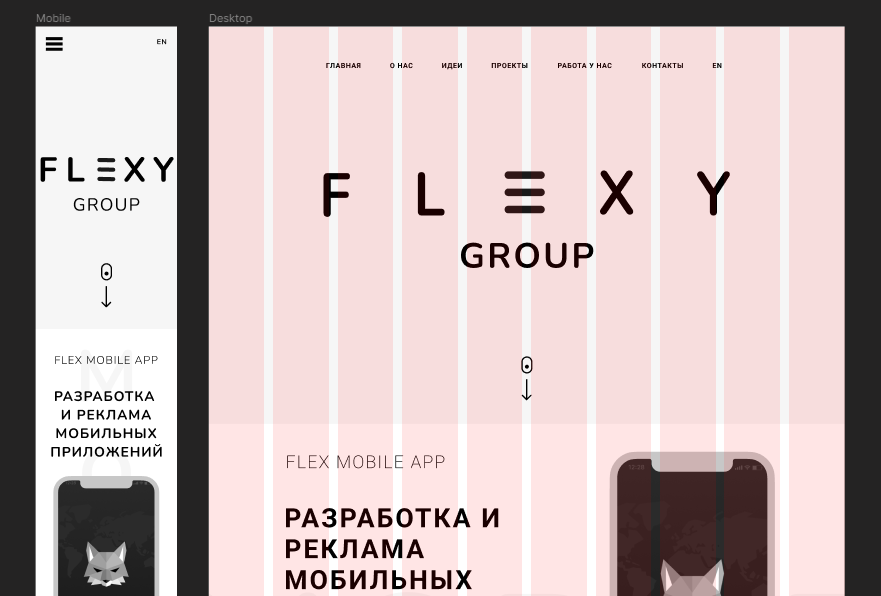 Mobile
EN
FLEXY
GROUP
FLEX MOBILE APP
РАЗРАБОТКА
И РЕКЛАМА
МОБИЛЬНЫХ
ПРИЛОЖЕНИЙ
Desktop
ГЛАВНАЯ О НАС ИДЕИ ПРОЕКТЫ РАБОТА У НАС КОНТАКТЫ EN
FLEXY
GROUP
FLEX MOBILE APP
РАЗРАБОТКА И
РЕКЛАМА
МОБИЛЬНЫХ